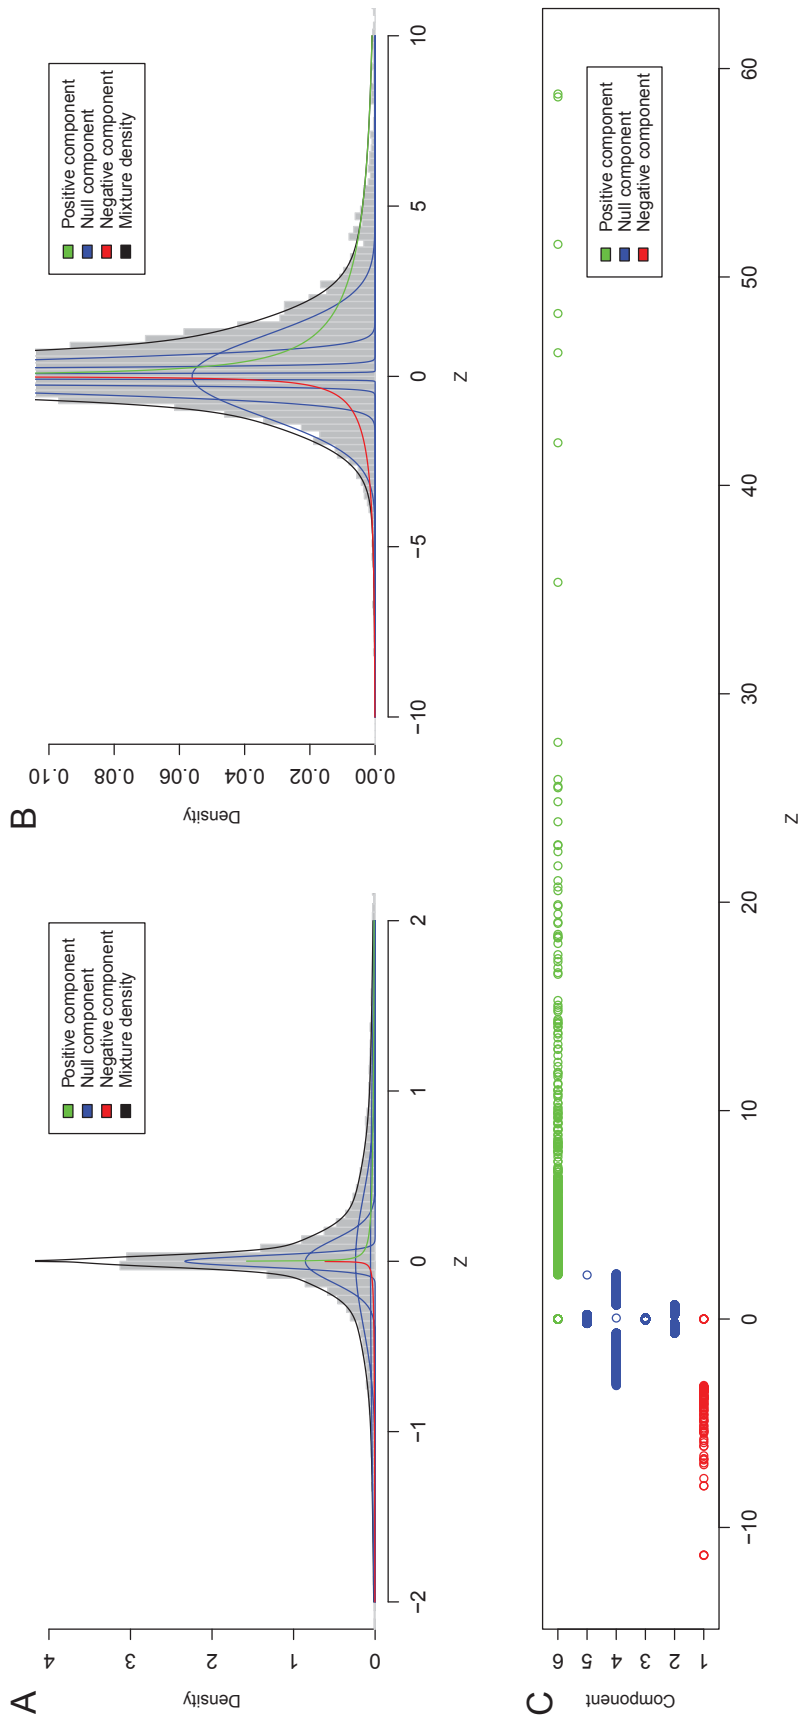 A
Density
0
1
2
3
4
−2
−1
0
1
2
Z
Positive component
Null component
Negative component
Mixture density
B
Density
0.00
0.02
0.04
0.06
0.08
0.10
−10
−5
0
5
10
Z
Positive component
Null component
Negative component
Mixture density
C
Component
1
2
3
4
5
6
−10
0
10
20
30
40
50
60
Z
Positive component
Null component
Negative component